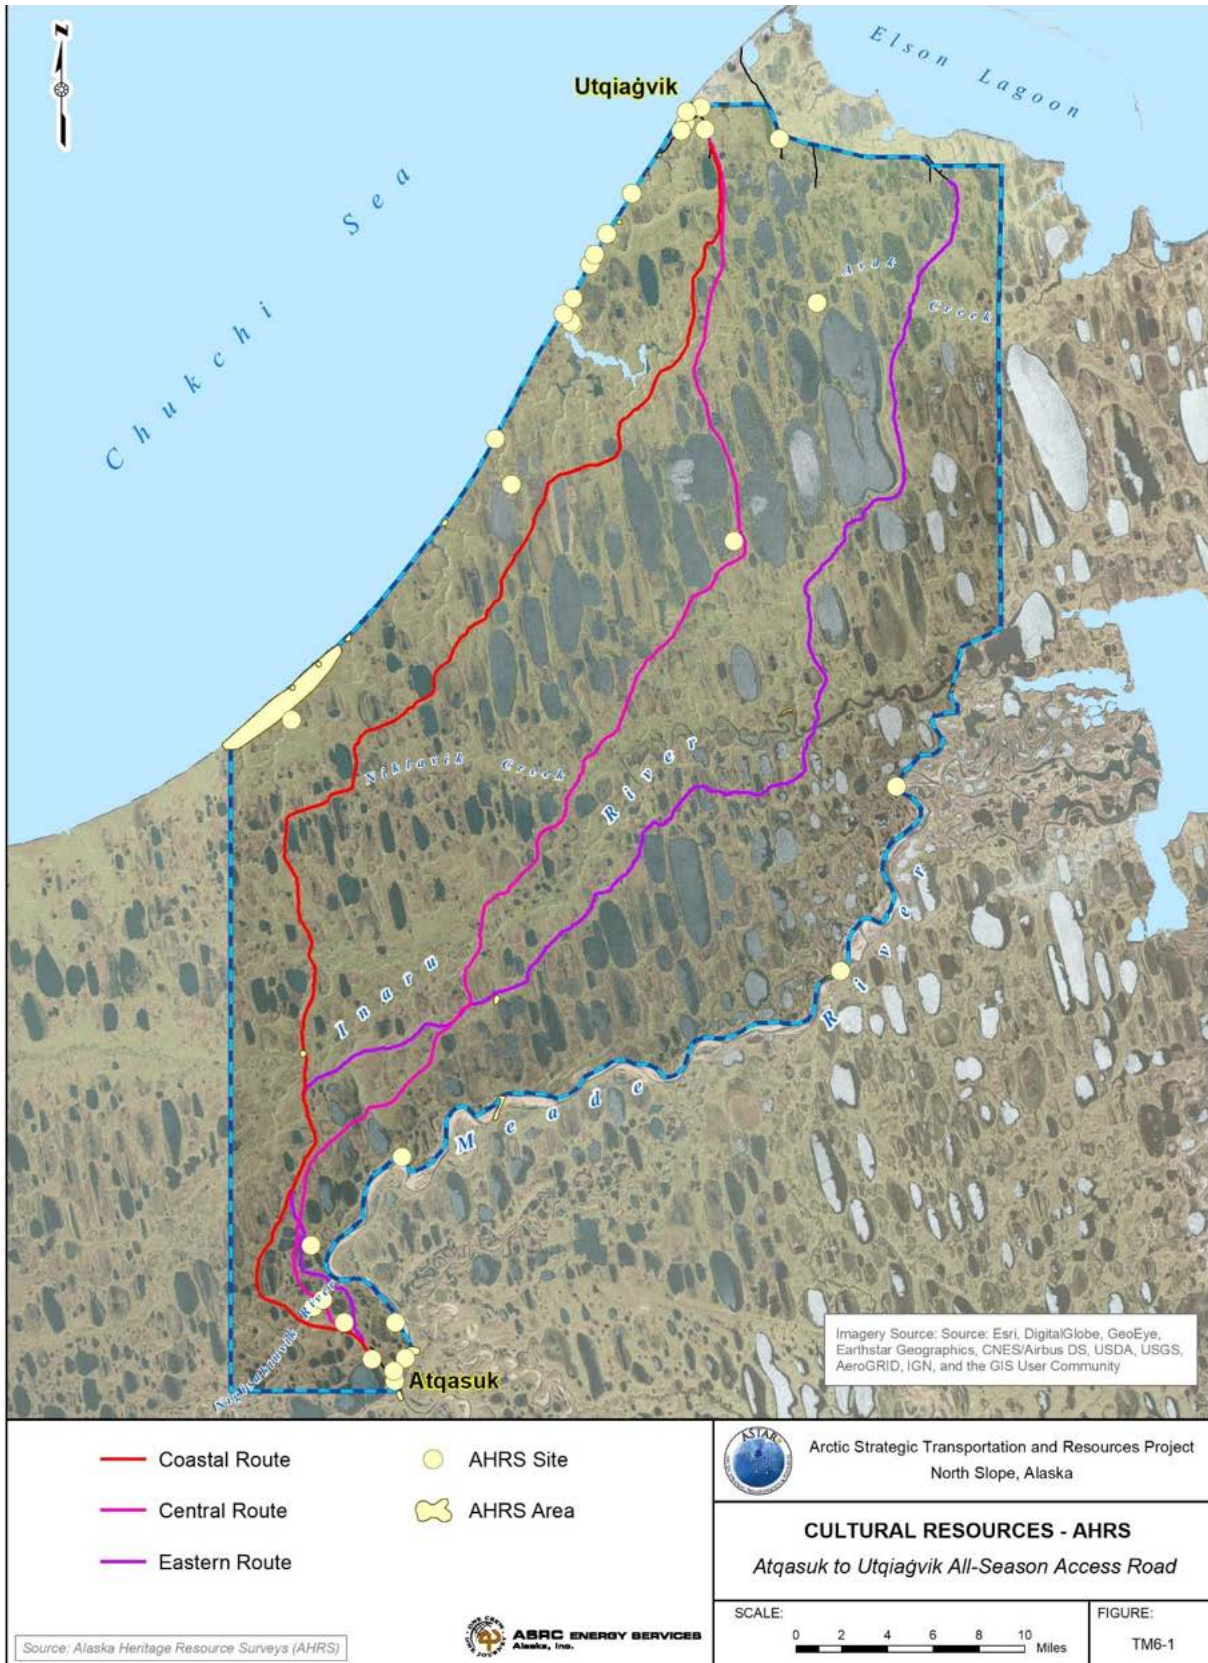 N
Elson Lagoon
Utqiaġvik
Chukchi Sea
Avak
Creek
Niklavik Creek
River
Inaru
River
Meade
River
Atqasuk
Imagery Source: Source: Esri, DigitalGlobe, GeoEye,
Earthstar Geographics, CNES/Airbus DS, USDA, USGS,
AeroGRID, IGN, and the GIS User Community
Coastal Route
Central Route
Eastern Route
AHRS Site
AHRS Area
Source: Alaska Heritage Resource Surveys (AHRS)
ASRC ENERGY SERVICES
Alaska, Inc.
ASTAR
Arctic Strategic Transportation and Resources Project
North Slope, Alaska
CULTURAL RESOURCES - AHRS
Atqasuk to Utqiaġvik All-Season Access Road
SCALE:
0 2 4 6 8 10
Miles
FIGURE:
TM6-1